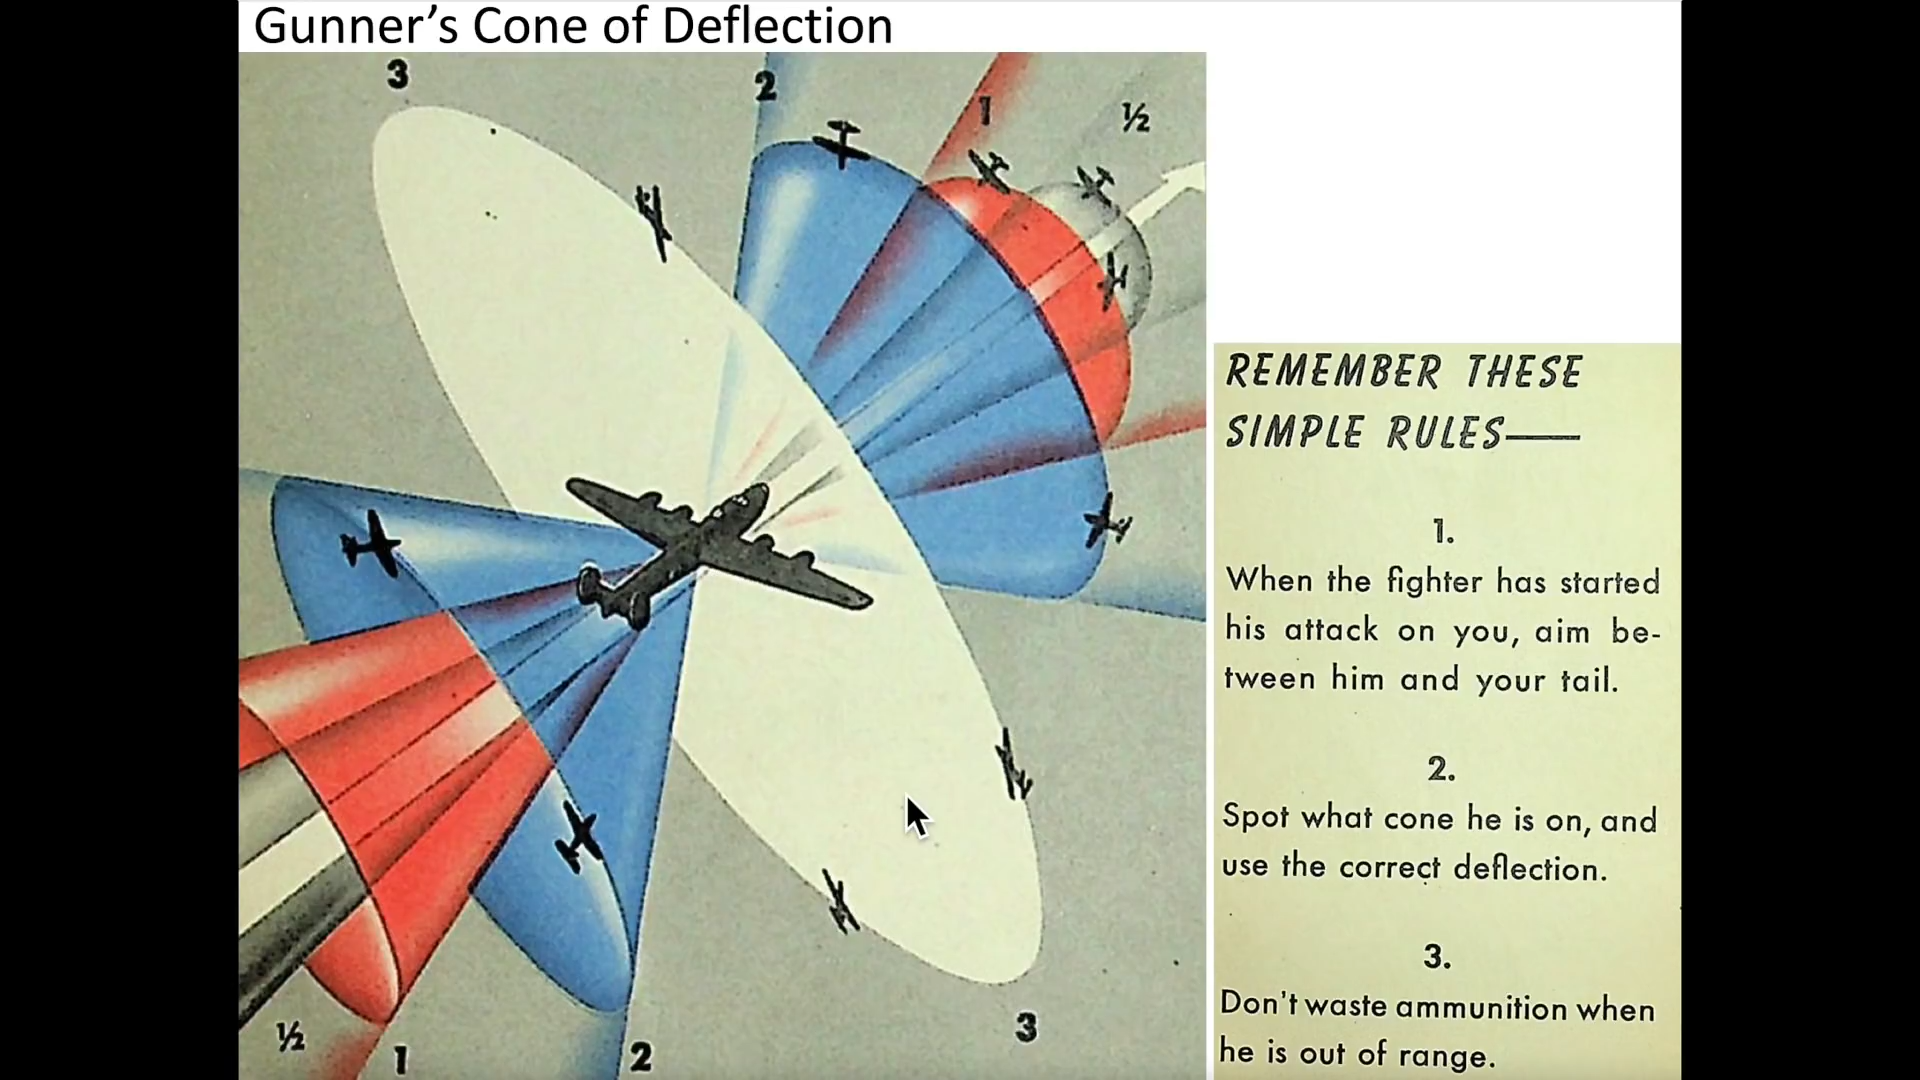 Gunner’s Cone of Deflection
3
2
1
½
½
1
2
3
REMEMBER THESE
SIMPLE RULES—
1.
When the fighter has started
his attack on you, aim be-
tween him and your tail.
2.
Spot what cone he is on, and
use the correct deflection.
3.
Don't waste ammunition when
he is out of range.